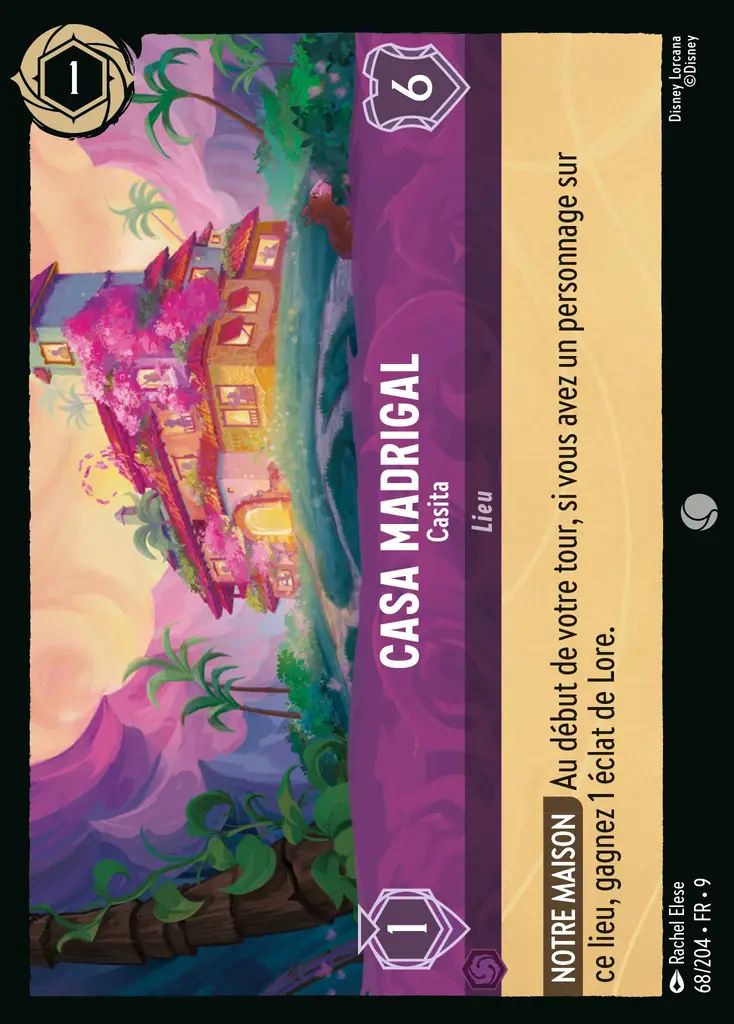 1
6
CASA MADRIGAL
Casita
Lieu
1
NOTRE MAISON Au début de votre tour, si vous avez un personnage sur
ce lieu, gagnez 1 éclat de Lore.
Rachel Elese
68/204 • FR • 9
Disney Lorcana
©Disney